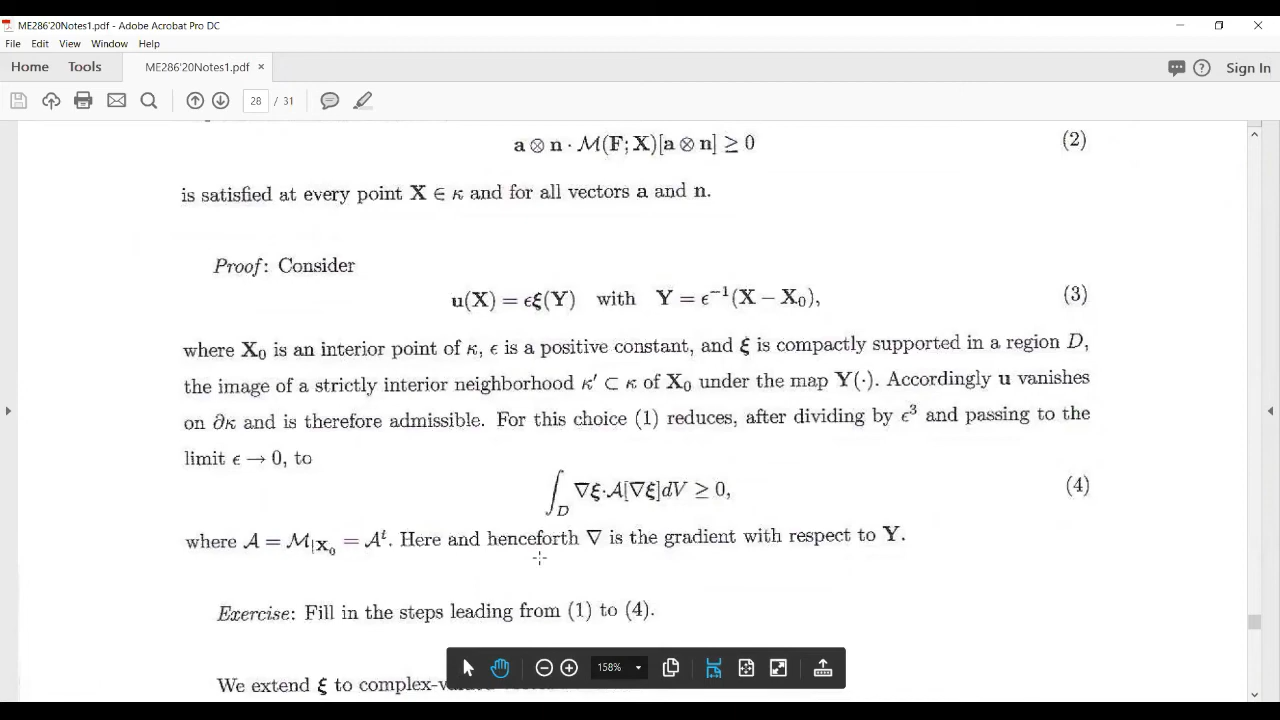 ME286'20Notes1.pdf - Adobe Acrobat Pro DC
File Edit View Window Help
Home Tools ME286'20Notes1.pdf × Sign In
28 / 31
a ⊗ n · ℳ(F; X)[a ⊗ n] ≥ 0 (2)
is satisfied at every point X ∈ κ and for all vectors a and n.
Proof: Consider
u(X) = ϵξ(Y) with Y = ϵ⁻¹(X − X₀), (3)
where X₀ is an interior point of κ, ϵ is a positive constant, and ξ is compactly supported in a region D,
the image of a strictly interior neighborhood κ′ ⊂ κ of X₀ under the map Y(·). Accordingly u vanishes
on ∂κ and is therefore admissible. For this choice (1) reduces, after dividing by ϵ³ and passing to the
limit ϵ → 0, to
∫_D ∇ξ·𝒜[∇ξ]dV ≥ 0, (4)
where 𝒜 = ℳ|X₀ = 𝒜ᵗ. Here and henceforth ∇ is the gradient with respect to Y.
Exercise: Fill in the steps leading from (1) to (4).
158%
We extend ξ to